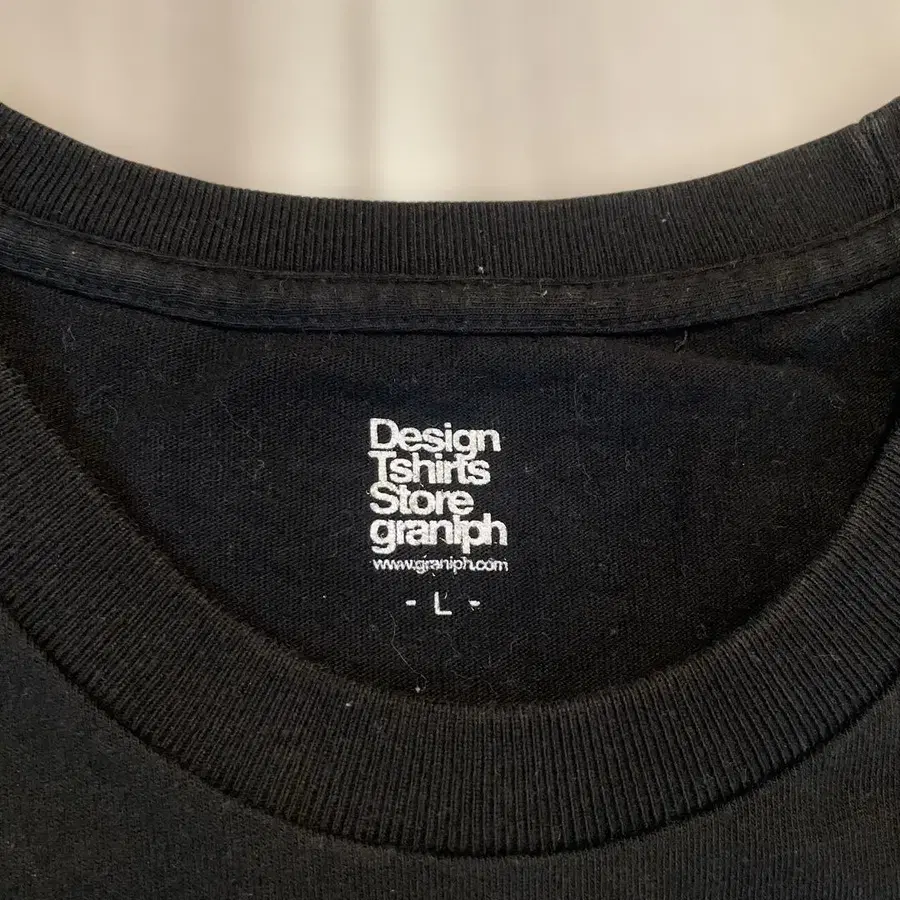 Design
Tshirts
Store
graniph
www.graniph.com
- L -